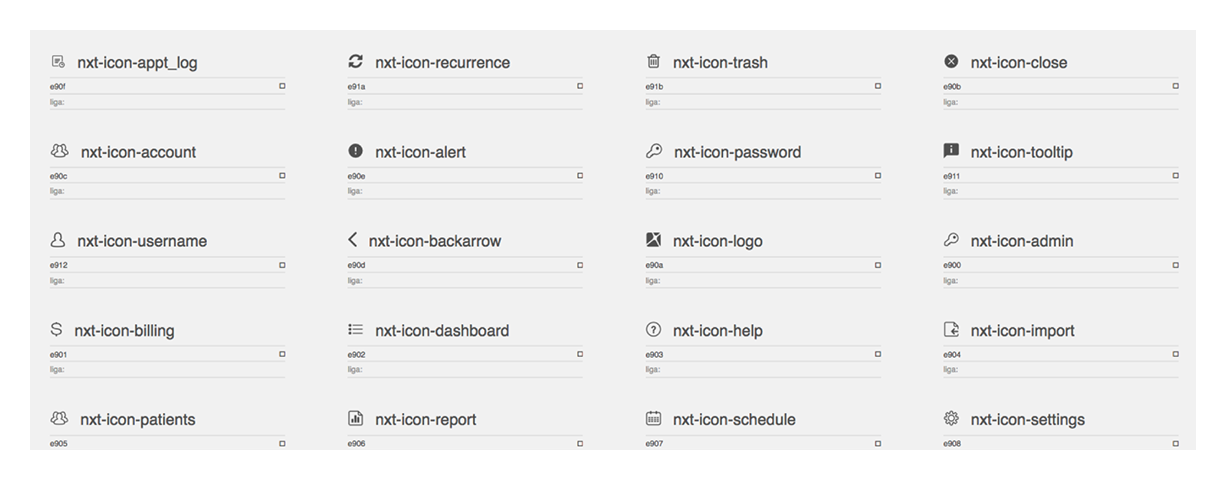 nxt-icon-appt_log nxt-icon-recurrence nxt-icon-trash nxt-icon-close
e90f e91a e91b e90b
liga: liga: liga: liga:
nxt-icon-account nxt-icon-alert nxt-icon-password nxt-icon-tooltip
e90c e90e e910 e911
liga: liga: liga: liga:
nxt-icon-username nxt-icon-backarrow nxt-icon-logo nxt-icon-admin
e912 e90d e90a e900
liga: liga: liga: liga:
nxt-icon-billing nxt-icon-dashboard nxt-icon-help nxt-icon-import
e901 e902 e903 e904
liga: liga: liga: liga:
nxt-icon-patients nxt-icon-report nxt-icon-schedule nxt-icon-settings
e905 e906 e907 e908